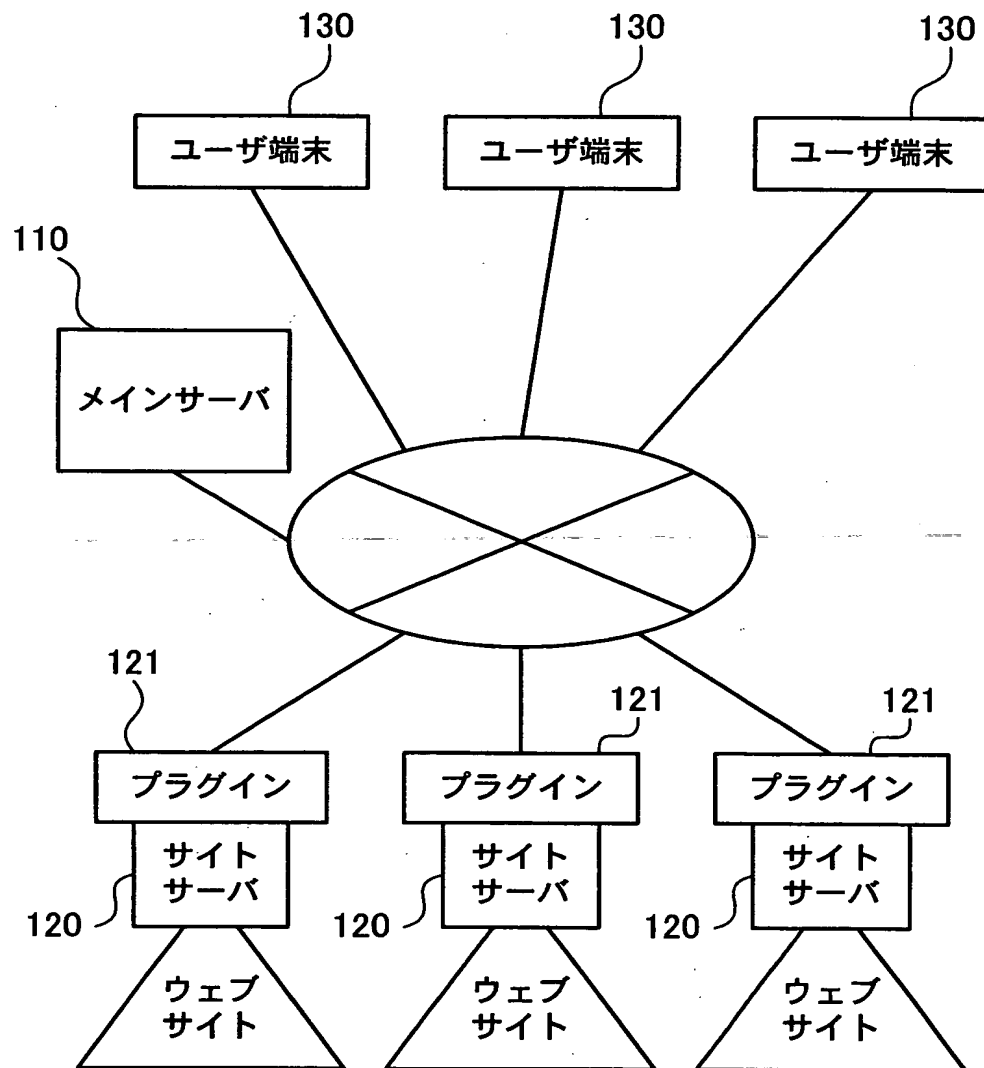 130
130
130
ユーザ端末
ユーザ端末
ユーザ端末
110
メインサーバ
121
121
121
プラグイン
プラグイン
プラグイン
サイト
サーバ
サイト
サーバ
サイト
サーバ
120
120
120
ウェブ
サイト
ウェブ
サイト
ウェブ
サイト